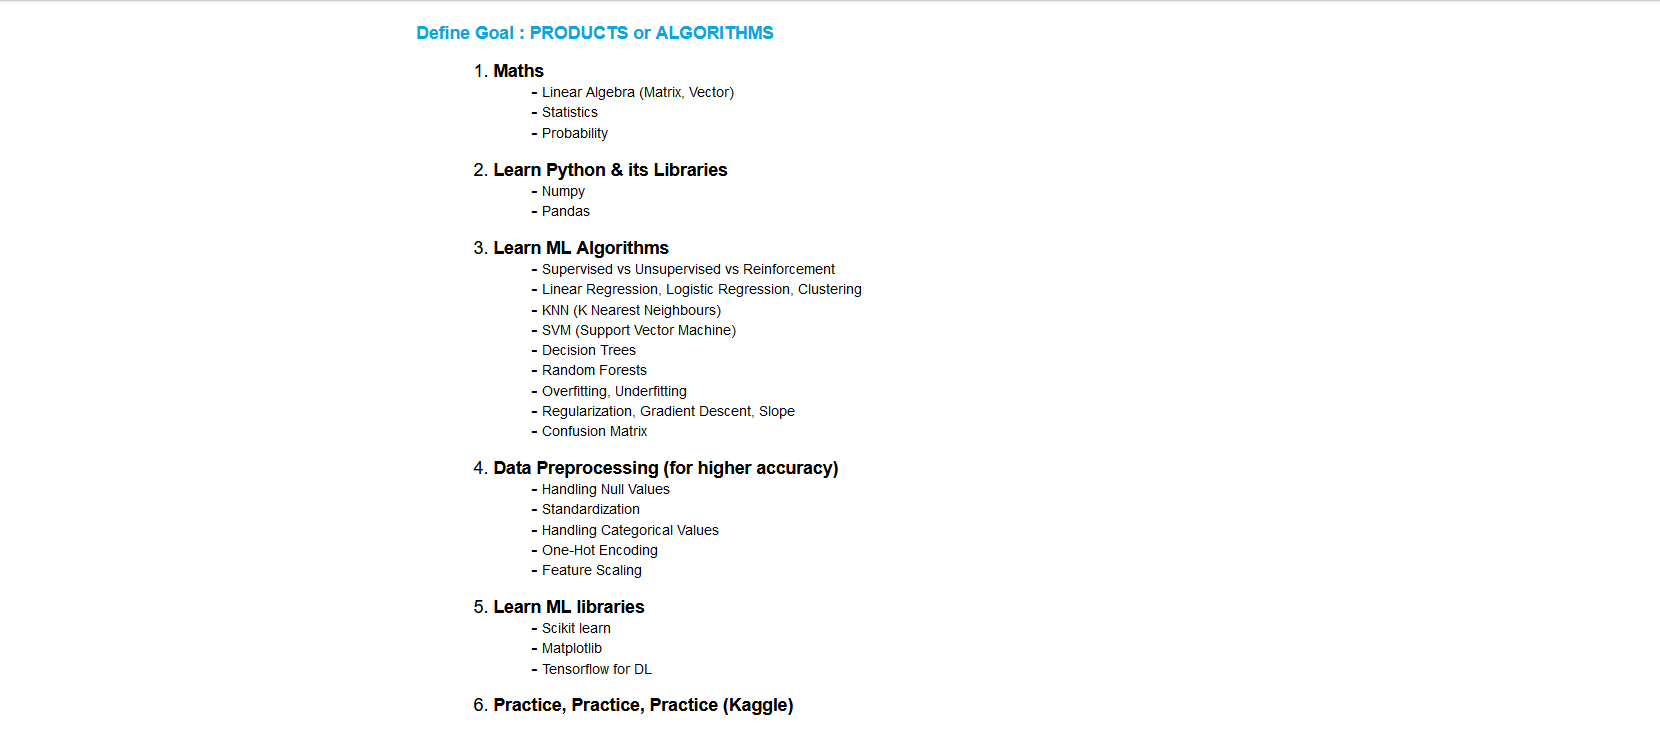 Define Goal : PRODUCTS or ALGORITHMS
1. Maths
- Linear Algebra (Matrix, Vector)
- Statistics
- Probability
2. Learn Python & its Libraries
- Numpy
- Pandas
3. Learn ML Algorithms
- Supervised vs Unsupervised vs Reinforcement
- Linear Regression, Logistic Regression, Clustering
- KNN (K Nearest Neighbours)
- SVM (Support Vector Machine)
- Decision Trees
- Random Forests
- Overfitting, Underfitting
- Regularization, Gradient Descent, Slope
- Confusion Matrix
4. Data Preprocessing (for higher accuracy)
- Handling Null Values
- Standardization
- Handling Categorical Values
- One-Hot Encoding
- Feature Scaling
5. Learn ML libraries
- Scikit learn
- Matplotlib
- Tensorflow for DL
6. Practice, Practice, Practice (Kaggle)